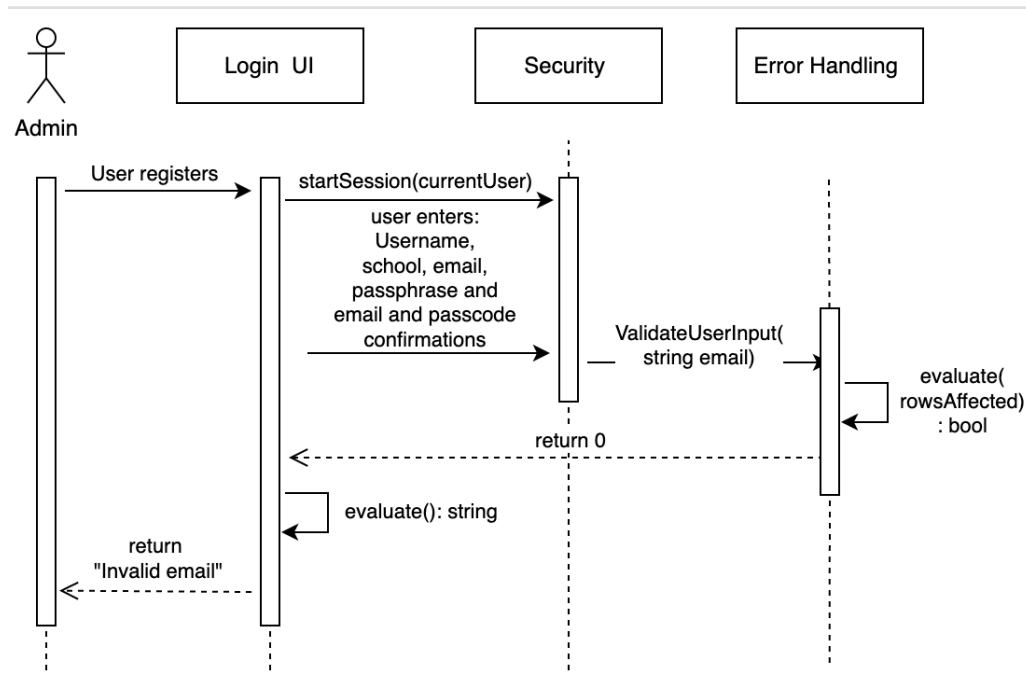 Login  UI
Security
Error Handling
Admin
User registers
startSession(currentUser)
user enters:
Username,
school, email,
passphrase and
email and passcode
confirmations
ValidateUserInput(
string email)
evaluate(
rowsAffected)
: bool
return 0
evaluate(): string
return
"Invalid email"